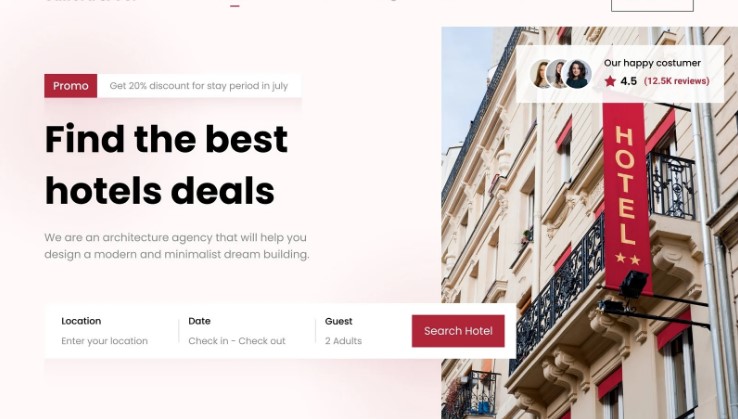 Promo
Get 20% discount for stay period in july
Find the best
hotels deals
We are an architecture agency that will help you
design a modern and minimalist dream building.
Location
Enter your location
Date
Check in - Check out
Guest
2 Adults
Search Hotel
Our happy costumer
4.5 (12.5K reviews)
HOTEL